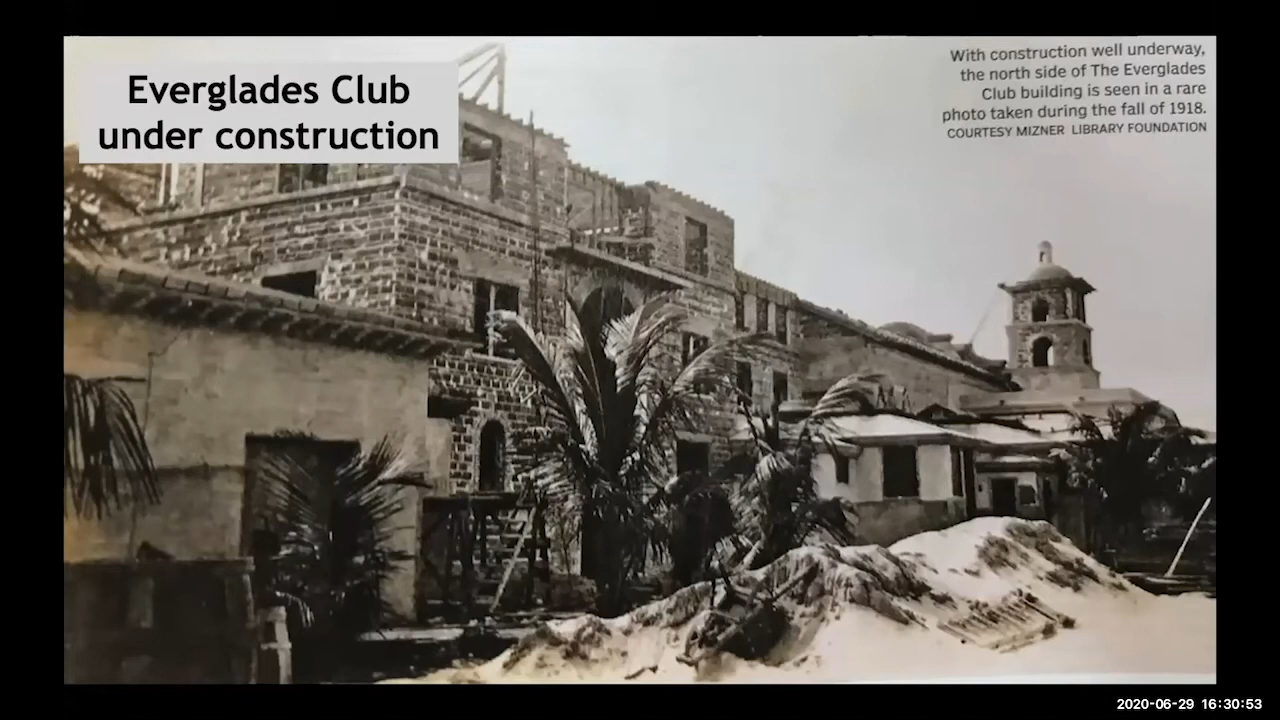 Everglades Club
under construction
With construction well underway,
the north side of The Everglades
Club building is seen in a rare
photo taken during the fall of 1918.
COURTESY MIZNER LIBRARY FOUNDATION
2020-06-29 16:30:53